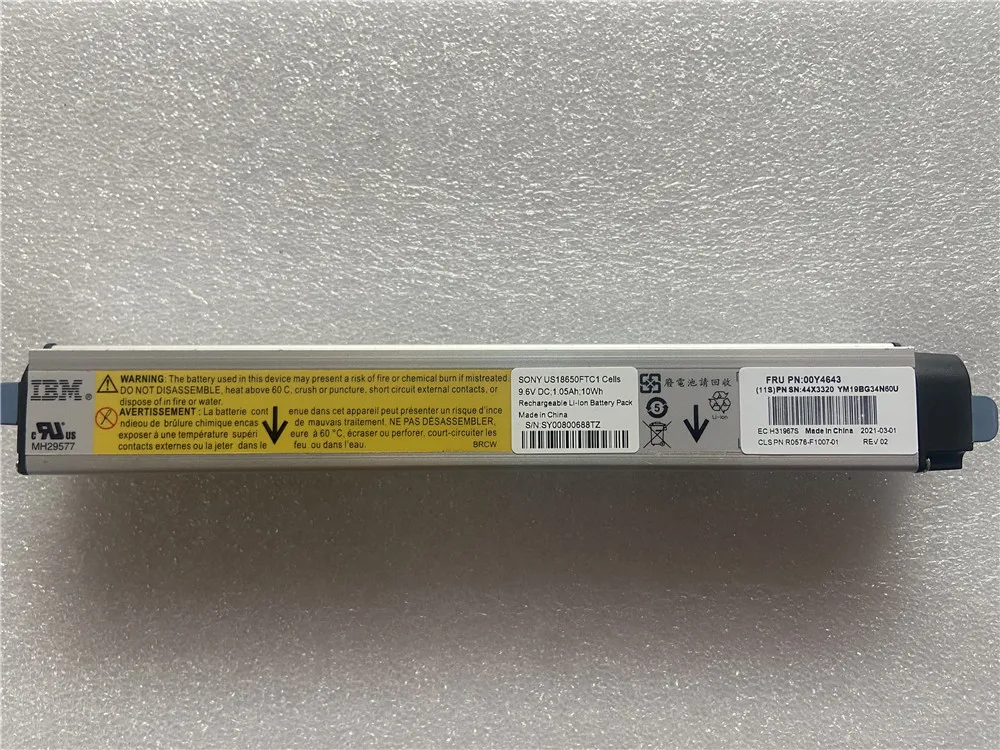 IBM®
C UL US
MH29577
WARNING: The battery used in this device may present a risk of fire or chemical burn if mistreated.
DO NOT DISASSEMBLE, heat above 60 C, crush or puncture, short circuit external contacts, or
dispose of in fire or water.
AVERTISSEMENT : La batterie cont enue dans cet appareil peut présenter un risque d'ince
ndieou de brûlure chimique encas de mauvais traitement. NE PAS DÉSASSEMBLER,
exposer à une température supéri eure à 60 °C, écraser ou perforer, court-circuiter les
contacts externes ou la jeter dans le feu ou dans l'eau.
BRCW
SONY US18650FTC1 Cells
9.6V DC,1.05Ah,10Wh
Rechargeable Li-Ion Battery Pack
Made in China
S/N:SY00800688TZ
廢電池請回收
5
Li-ion
FRU PN:00Y4643
(11S)PN SN:44X3320 YM19BG34N60U
EC H31967S Made In China 2021-03-01
CLS PN R0576-F1007-01 REV 02